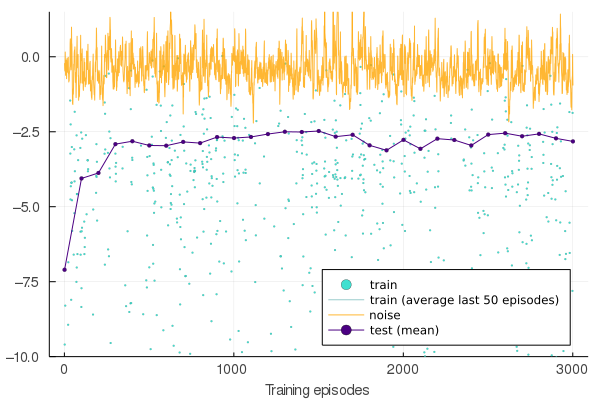 0.0
−2.5
−5.0
−7.5
−10.0
train
train (average last 50 episodes)
noise
test (mean)
0
1000
2000
3000
Training episodes